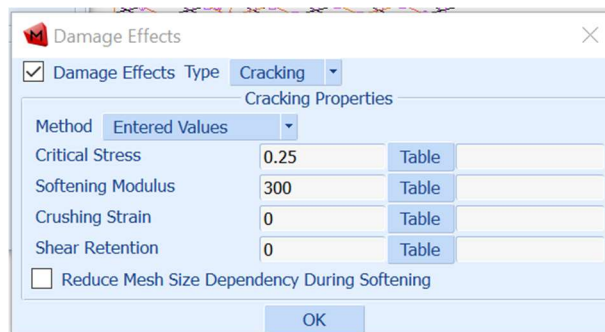 Damage Effects
Damage Effects Type Cracking
Cracking Properties
Method Entered Values
Critical Stress 0.25 Table
Softening Modulus 300 Table
Crushing Strain 0 Table
Shear Retention 0 Table
Reduce Mesh Size Dependency During Softening
OK